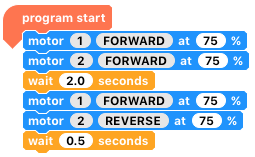 program start
motor 1 FORWARD at 75 %
motor 2 FORWARD at 75 %
wait 2.0 seconds
motor 1 FORWARD at 75 %
motor 2 REVERSE at 75 %
wait 0.5 seconds